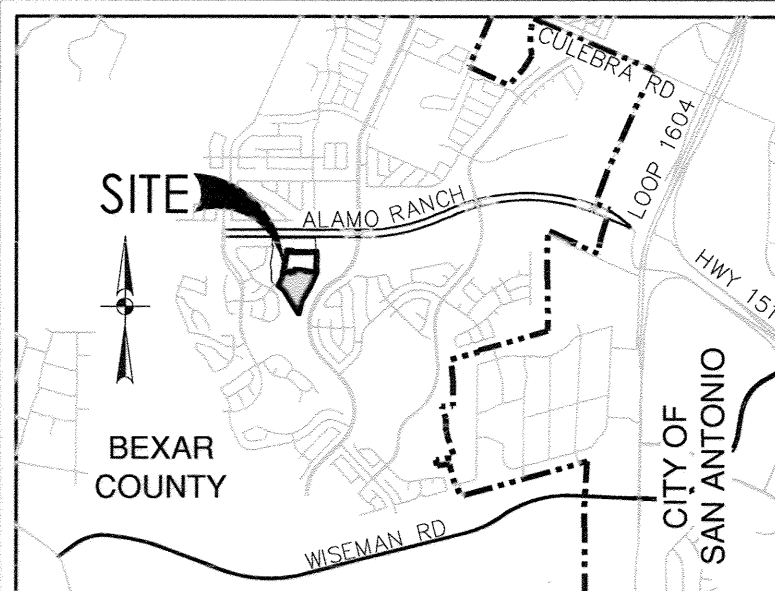 CULEBRA RD
LOOP 1604
SITE
ALAMO RANCH
HWY 151
BEXAR
COUNTY
CITY OF
SAN ANTONIO
WISEMAN RD